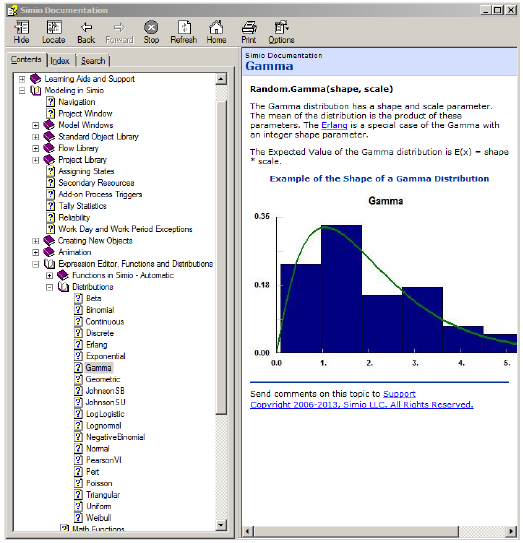 Simio Documentation
Hide Locate Back Forward Stop Refresh Home Print Options
Contents Index Search
Learning Aids and Support
Modeling in Simio
Navigation
Project Window
Model Windows
Standard Object Library
Flow Library
Project Library
Assigning States
Secondary Resources
Add-on Process Triggers
Tally Statistics
Reliability
Work Day and Work Period Exceptions
Creating New Objects
Animation
Expression Editor, Functions and Distributions
Functions in Simio - Automatic
Distributions
Beta
Binomial
Continuous
Discrete
Erlang
Exponential
Gamma
Geometric
JohnsonSB
JohnsonSU
LogLogistic
Lognormal
NegativeBinomial
Normal
PearsonVI
Pert
Poisson
Triangular
Uniform
Weibull
Math Functions
Simio Documentation
Gamma
Random.Gamma(shape, scale)
The Gamma distribution has a shape and scale parameter.
The mean of the distribution is the product of these
parameters. The Erlang is a special case of the Gamma with
an integer shape parameter.
The Expected Value of the Gamma distribution is E(x) = shape
* scale.
Example of the Shape of a Gamma Distribution
Gamma
0.36
0.18
0.00
0.0 1. 2. 3. 4. 5.
Send comments on this topic to Support
Copyright 2006-2013, Simio LLC. All Rights Reserved.